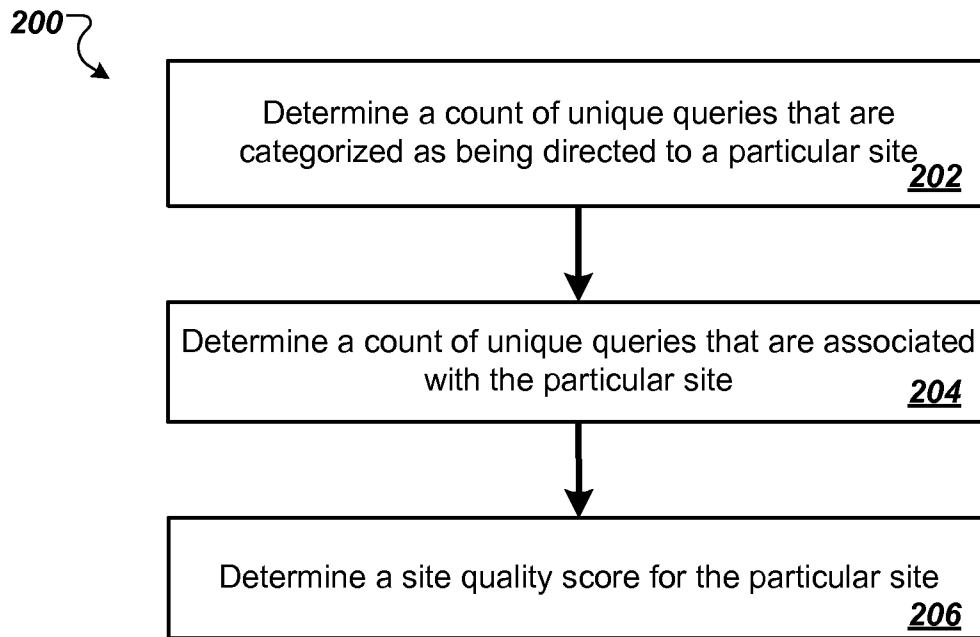 200
Determine a count of unique queries that are
categorized as being directed to a particular site
202
Determine a count of unique queries that are associated
with the particular site
204
Determine a site quality score for the particular site
206